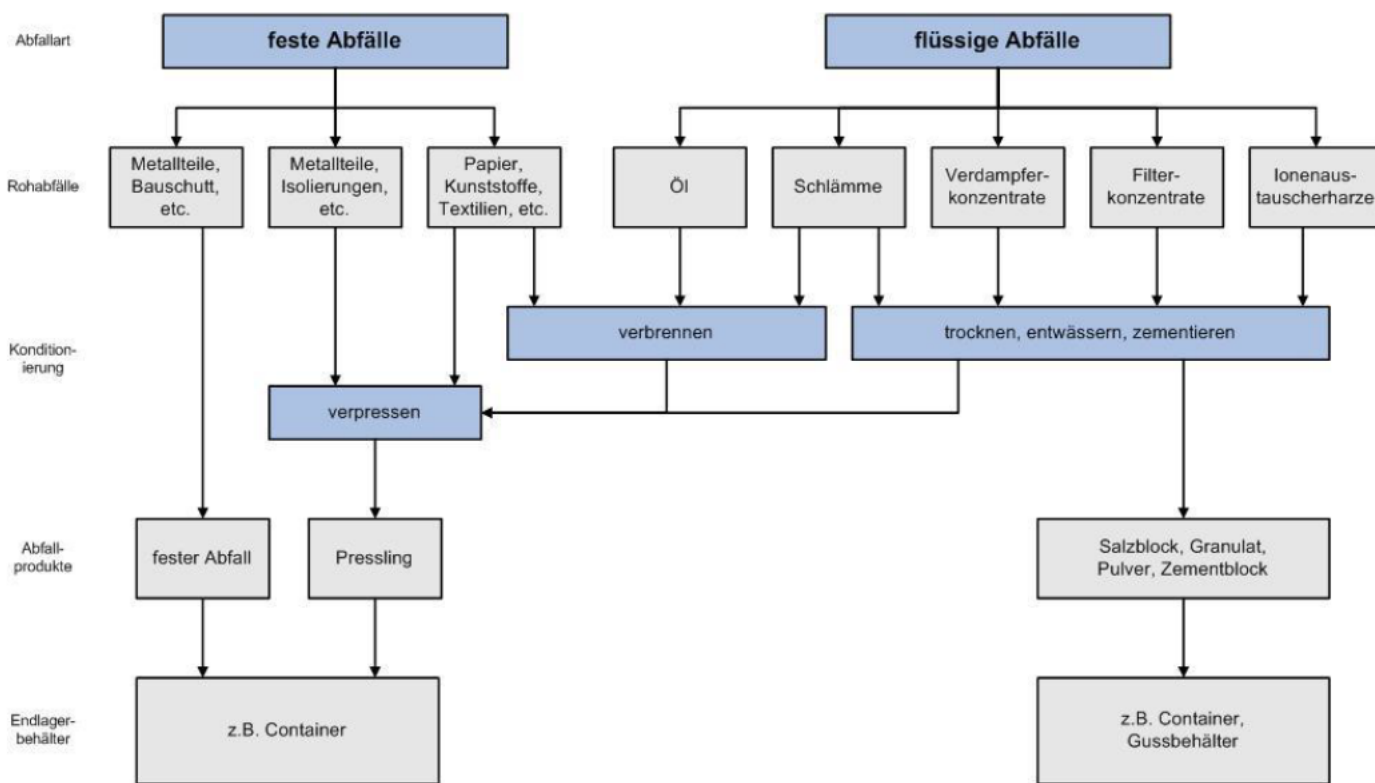 Abfallart
feste Abfälle
flüssige Abfälle
Rohabfälle
Metallteile,
Bauschutt,
etc.
Metallteile,
Isolierungen,
etc.
Papier,
Kunststoffe,
Textilien, etc.
Öl
Schlämme
Verdampfer-
konzentrate
Filter-
konzentrate
Ionenaus-
tauscherharze
Kondition-
ierung
verbrennen
trocknen, entwässern, zementieren
verpressen
Abfall-
produkte
fester Abfall
Pressling
Salzblock, Granulat,
Pulver, Zementblock
Endlager-
behälter
z.B. Container
z.B. Container,
Gussbehälter